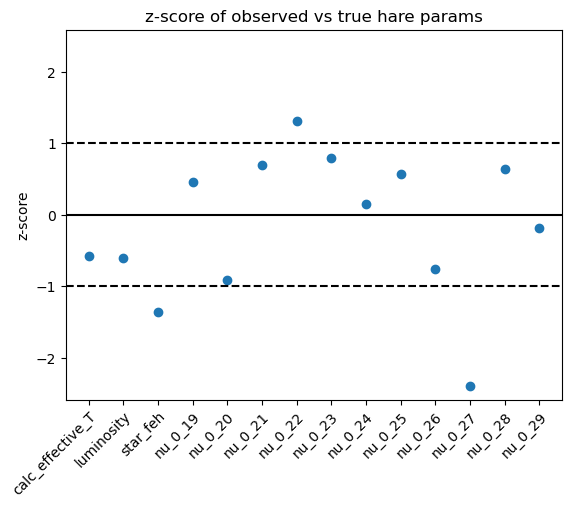 z-score of observed vs true hare params
2
1
0
−1
−2
z-score
calc_effective_T
luminosity
star_feh
nu_0_19
nu_0_20
nu_0_21
nu_0_22
nu_0_23
nu_0_24
nu_0_25
nu_0_26
nu_0_27
nu_0_28
nu_0_29